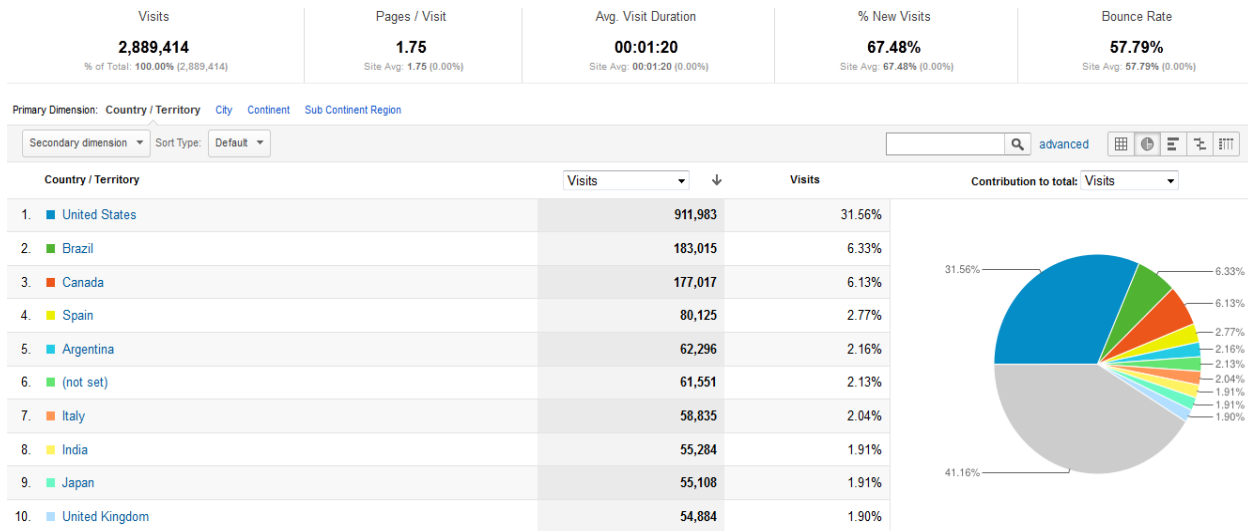 Visits Pages / Visit Avg. Visit Duration % New Visits Bounce Rate
2,889,414 1.75 00:01:20 67.48% 57.79%
% of Total: 100.00% (2,889,414) Site Avg: 1.75 (0.00%) Site Avg: 00:01:20 (0.00%) Site Avg: 67.48% (0.00%) Site Avg: 57.79% (0.00%)
Primary Dimension: Country / Territory City Continent Sub Continent Region
Secondary dimension Sort Type: Default advanced
Country / Territory Visits Visits Contribution to total: Visits
1. United States 911,983 31.56%
2. Brazil 183,015 6.33%
3. Canada 177,017 6.13%
4. Spain 80,125 2.77%
5. Argentina 62,296 2.16%
6. (not set) 61,551 2.13%
7. Italy 58,835 2.04%
8. India 55,284 1.91%
9. Japan 55,108 1.91%
10. United Kingdom 54,884 1.90%
31.56%
6.33%
6.13%
2.77%
2.16%
2.13%
2.04%
1.91%
1.91%
1.90%
41.16%